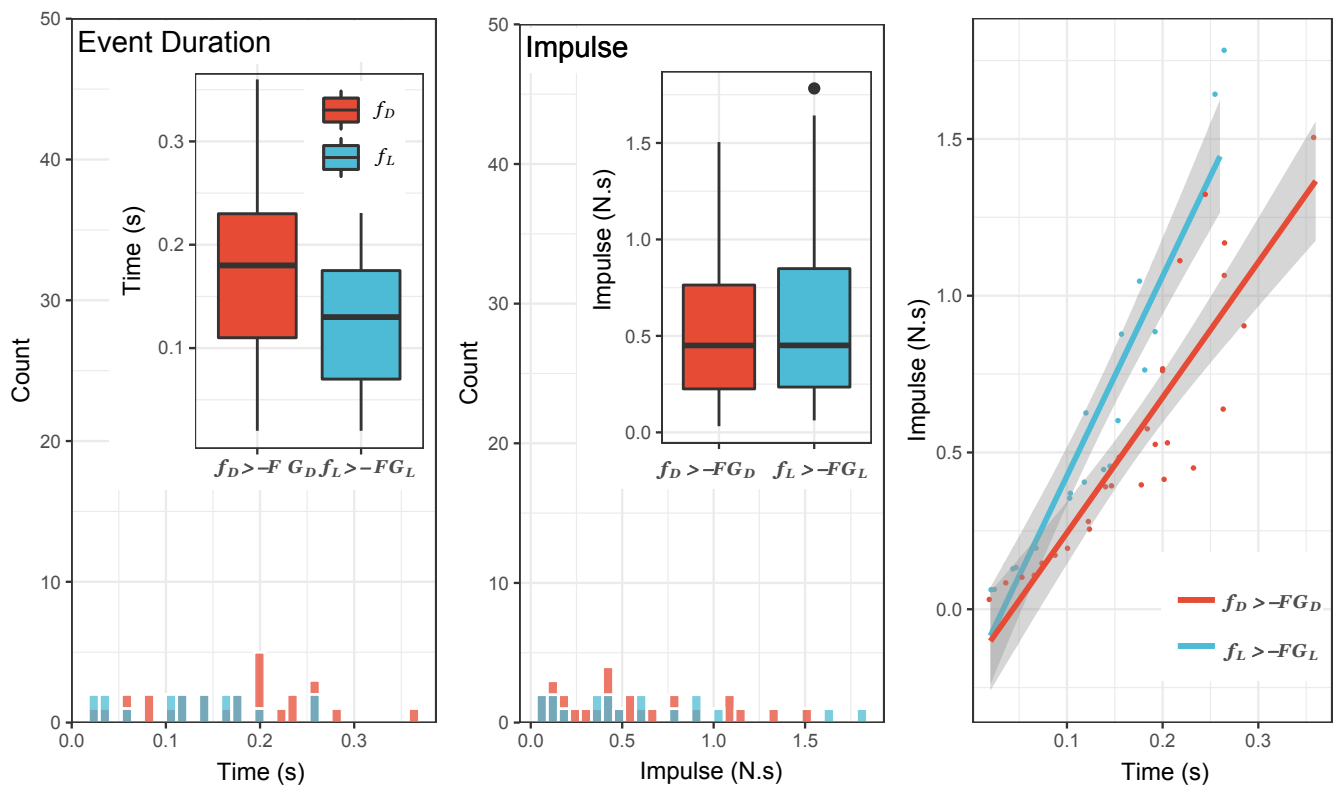 50
40
30
20
10
0
Count
Event Duration
0.3
0.2
0.1
Time (s)
f_D
f_L
f_D >−F G_D f_L >−FG_L
0.0 0.1 0.2 0.3
Time (s)
50
40
30
20
10
0
Count
Impulse
1.5
1.0
0.5
0.0
Impulse (N.s)
f_D >−FG_D f_L >−FG_L
0.0 0.5 1.0 1.5
Impulse (N.s)
1.5
1.0
0.5
0.0
Impulse (N.s)
f_D >−FG_D
f_L >−FG_L
0.1 0.2 0.3
Time (s)